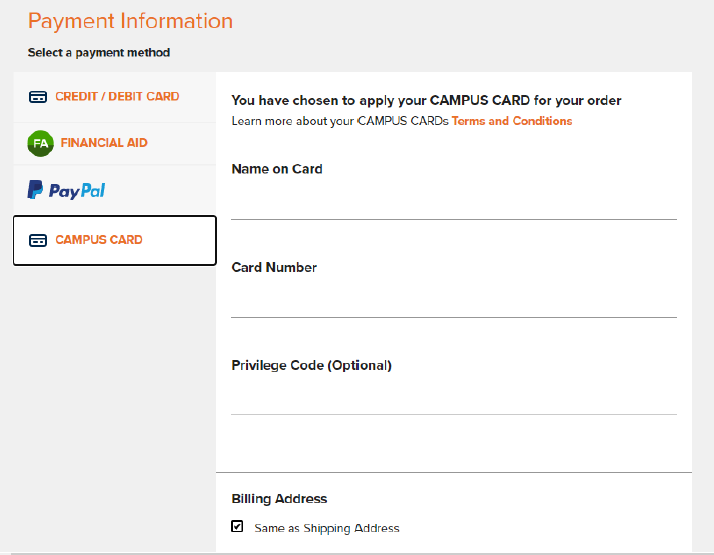 Payment Information
Select a payment method
CREDIT / DEBIT CARD
FA FINANCIAL AID
PayPal
CAMPUS CARD
You have chosen to apply your CAMPUS CARD for your order
Learn more about your CAMPUS CARDs Terms and Conditions
Name on Card
Card Number
Privilege Code (Optional)
Billing Address
Same as Shipping Address